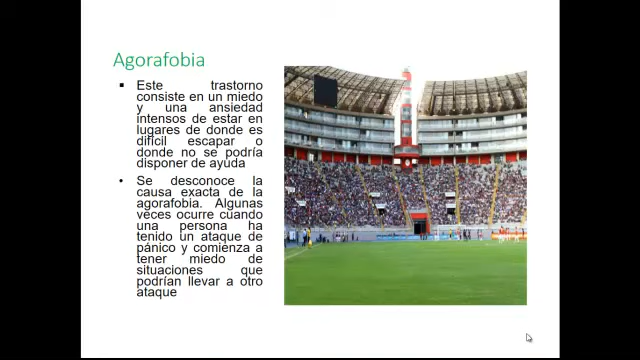 Agorafobia
▪ Este trastorno
consiste en un miedo
y una ansiedad
intensos de estar en
lugares de donde es
difícil escapar o
donde no se podría
disponer de ayuda
• Se desconoce la
causa exacta de la
agorafobia. Algunas
veces ocurre cuando
una persona ha
tenido un ataque de
pánico y comienza a
tener miedo de
situaciones que
podrían llevar a otro
ataque